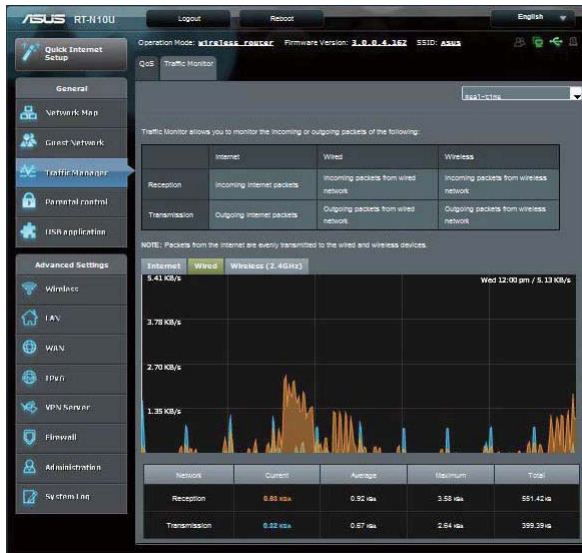 ASUS RT-N10U
Logout
Reboot
English
Quick Internet Setup
Operation Mode: wireless router Firmware Version: 3.0.0.4.162 SSID: ASUS
QoS Traffic Monitor
General
Network Map
Guest Network
Traffic Manager
Parental control
USB application
Advanced Settings
Wireless
LAN
WAN
IPv6
VPN Server
Firewall
Administration
System Log
Real-time
Traffic Monitor allows you to monitor the incoming or outgoing packets of the following:
Internet Wired Wireless
Reception Incoming Internet packets Incoming packets from wired network Incoming packets from wireless network
Transmission Outgoing Internet packets Outgoing packets from wired network Outgoing packets from wireless network
NOTE: Packets from the Internet are evenly transmitted to the wired and wireless devices.
Internet Wired Wireless (2.4GHz)
5.41 KB/s
Wed 12:00 pm / 5.13 KB/s
3.78 KB/s
2.70 KB/s
1.35 KB/s
Network Current Average Maximum Total
Reception 0.92 3.58 551.42
Transmission 0.67 2.64 399.39